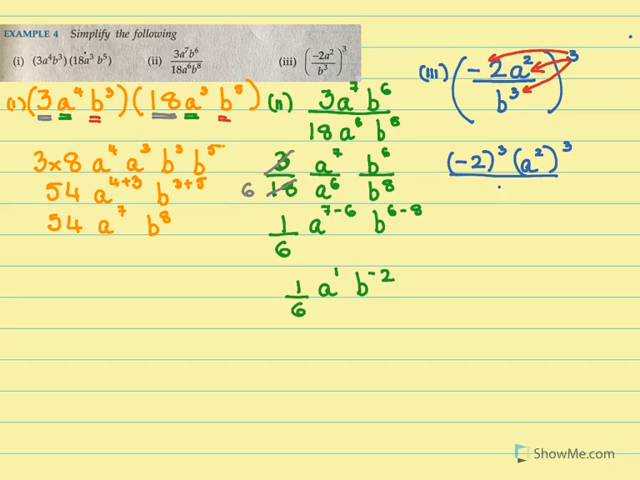 EXAMPLE 4 Simplify the following
(i) (3a⁴b³)(18a³ b⁵) (ii) 3a⁷b⁶ / 18a⁶b⁸ (iii) (−2a² / b³)³
(i) (3a⁴b³)(18a³b⁵)
3×8 a⁴ a³ b³ b⁵
54 a⁴⁺³ b³⁺⁵
54 a⁷ b⁸
(ii) 3a⁷b⁶ / 18a⁶b⁸
3/18 a⁷/a⁶ b⁶/b⁸
6
1/6 a⁷⁻⁶ b⁶⁻⁸
1/6 a¹ b⁻²
(iii) (−2a² / b³)³
(−2)³ (a²)³
ShowMe.com